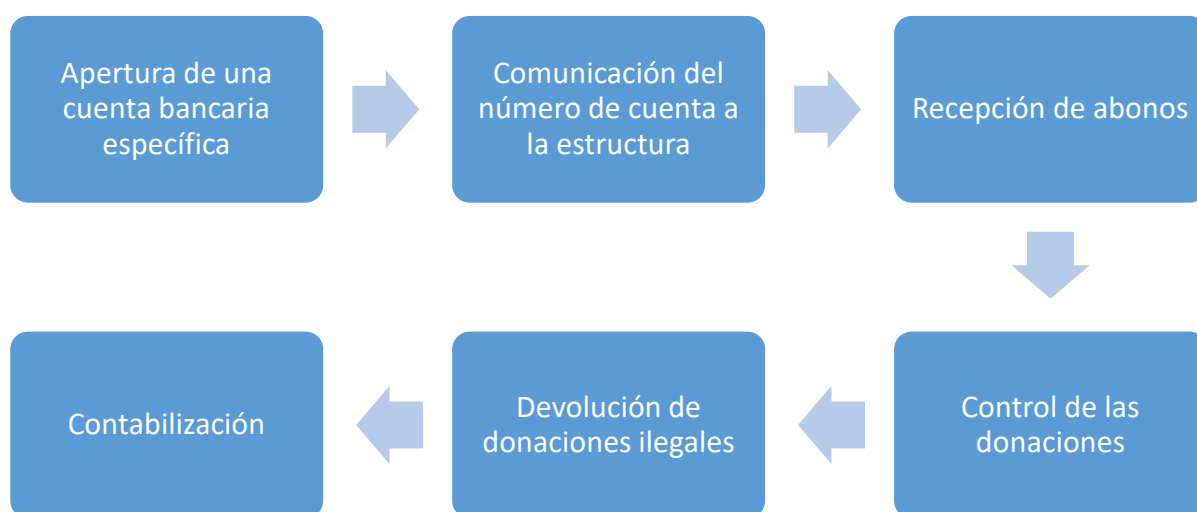 Apertura de una
cuenta bancaria
específica
Comunicación del
número de cuenta a
la estructura
Recepción de abonos
Control de las
donaciones
Devolución de
donaciones ilegales
Contabilización